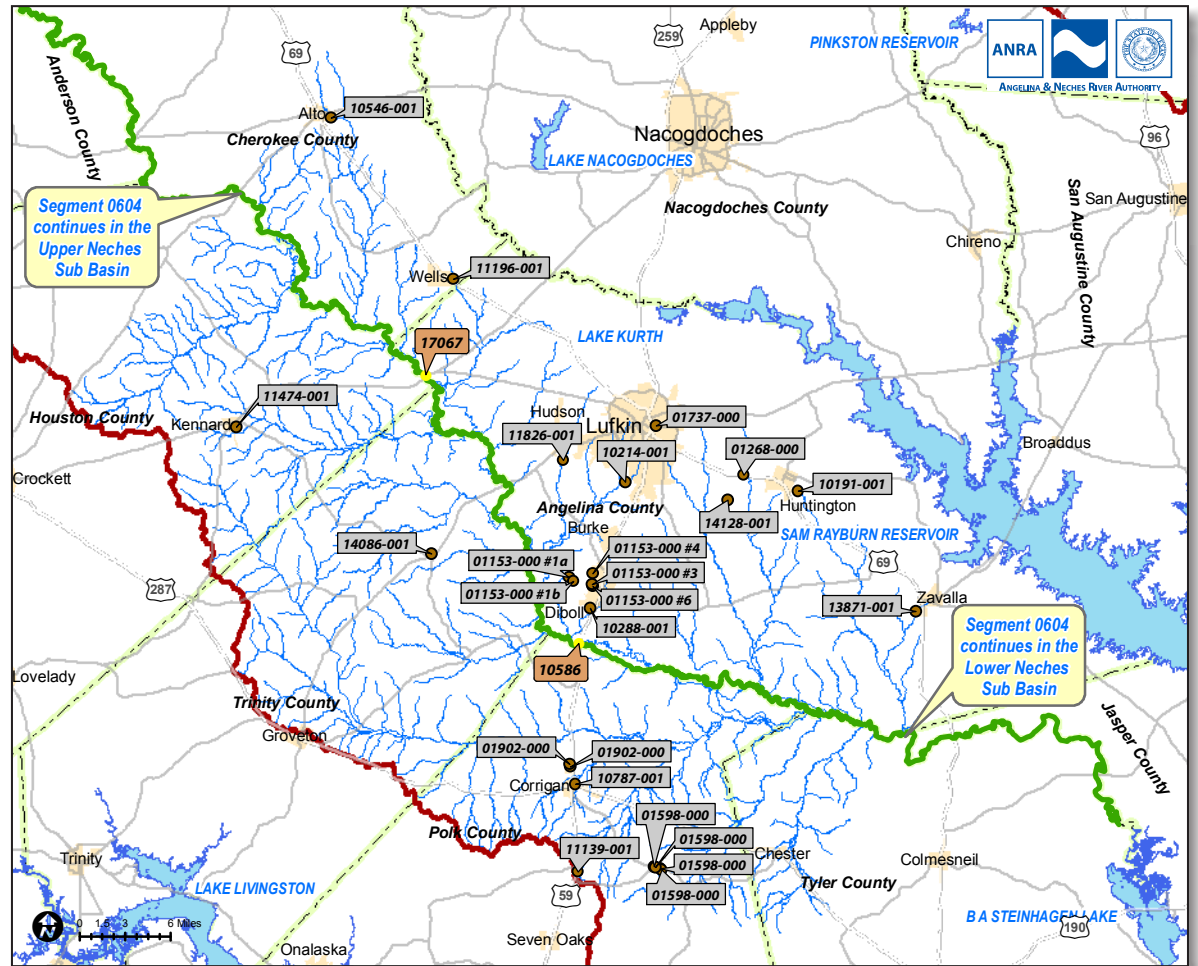 Appleby
259
PINKSTON RESERVOIR
ANRA
THE STATE OF TEXAS
ANGELINA & NECHES RIVER AUTHORITY
69
Anderson County
10546-001
Alto
Cherokee County
Nacogdoches
96
LAKE NACOGDOCHES
San Augustine County
San Augustine
Segment 0604
continues in the
Upper Neches
Sub Basin
Nacogdoches County
Chireno
11196-001
Wells
LAKE KURTH
17067
Houston County
11474-001
Kennard
Hudson
Lufkin
01737-000
11826-001
10214-001
01268-000
Broaddus
Crockett
10191-001
Huntington
Angelina County
14128-001
Burke
SAM RAYBURN RESERVOIR
14086-001
01153-000 #4
01153-000 #1a
01153-000 #3
69
287
01153-000 #1b
01153-000 #6
Zavalla
13871-001
Diboll
10288-001
Segment 0604
continues in the
Lower Neches
Sub Basin
10586
Lovelady
Trinity County
Groveton
Jasper County
01902-000
01902-000
Corrigan
10787-001
01598-000
Polk County
11139-001
01598-000
01598-000
Chester
01598-000
Colmesneil
Trinity
Tyler County
LAKE LIVINGSTON
59
B A STEINHAGEN LAKE
190
N
0 1.5 3 6 Miles
Seven Oaks
Onalaska